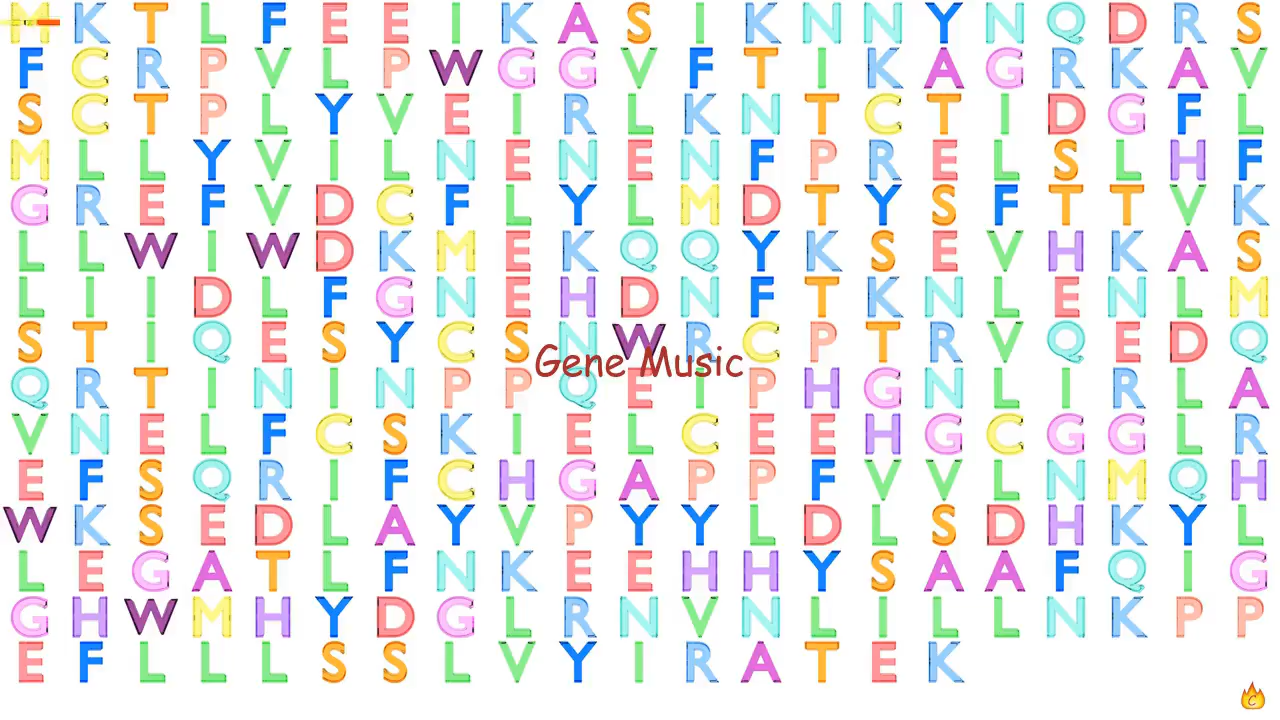 M K T L F E E I K A S I K N N Y N Q D R S
F C R P V L P W G G V F T I K A G R K A V
S C T P L Y V E I R L K N T C T I D G F L
M L L Y V I L N E N E N F P R E L S L H F
G R E F V D C F L Y L M D T Y S F T T V K
L L W I W D K M E K Q Q Y K S E V H K A S
L I I D L F G N E H D N F T K N L E N L M
S T I Q E S Y C S N W R C P T R V Q E D Q
Gene Music
Q R T I N I N P P Q E I P H G N L I R L A
V N E L F C S K I E L C E E H G C G G L R
E F S Q R I F C H G A P P F V V L N M Q H
W K S E D L A Y V P Y Y L D L S D H K Y L
L E G A T L F N K E E H H Y S A A F Q I G
G H W M H Y D G L R N V N L I L L N K P P
E F L L L S S L V Y I R A T E K
C